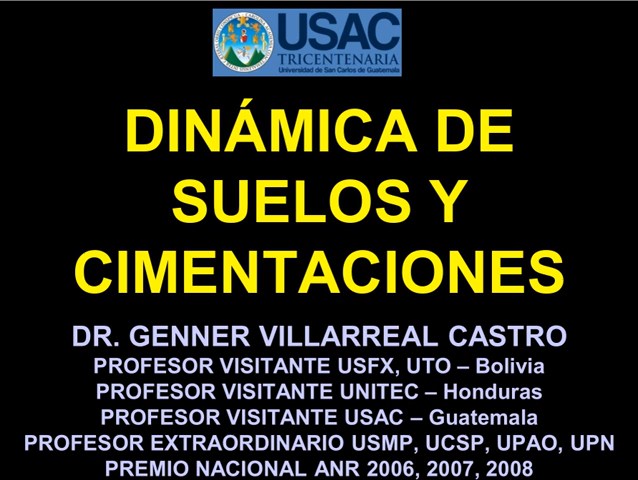 USAC
TRICENTENARIA
Universidad de San Carlos de Guatemala
DINÁMICA DE
SUELOS Y
CIMENTACIONES
DR. GENNER VILLARREAL CASTRO
PROFESOR VISITANTE USFX, UTO – Bolivia
PROFESOR VISITANTE UNITEC – Honduras
PROFESOR VISITANTE USAC – Guatemala
PROFESOR EXTRAORDINARIO USMP, UCSP, UPAO, UPN
PREMIO NACIONAL ANR 2006, 2007, 2008